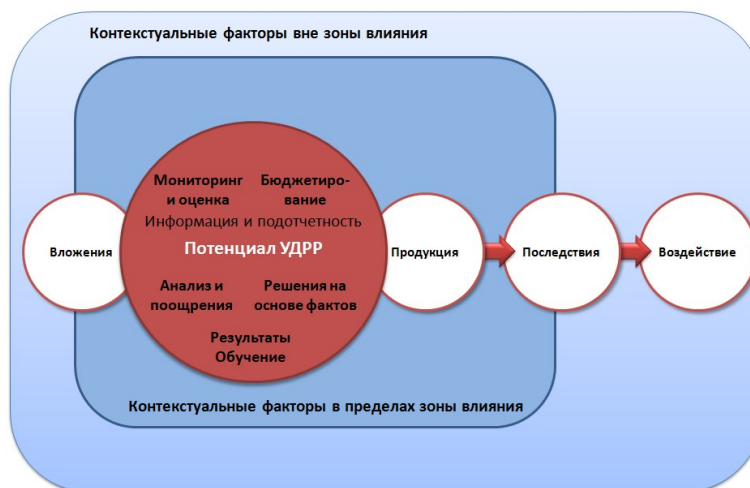 Контекстуальные факторы вне зоны влияния
Мониторинг
и оценка
Бюджетиро-
вание
Информация и подотчетность
Потенциал УДРР
Вложения
Продукция
Последствия
Воздействие
Анализ и
поощрения
Решения на
основе фактов
Результаты
Обучение
Контекстуальные факторы в пределах зоны влияния